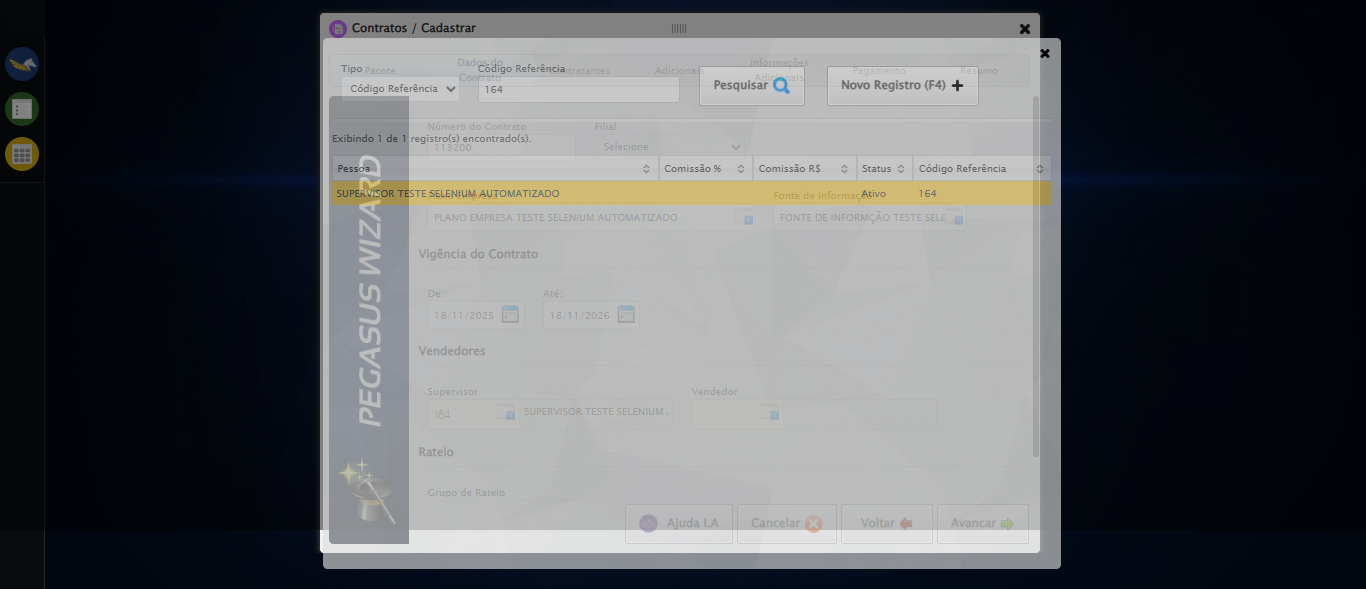 Contratos / Cadastrar
Tipo
Código Referência
Pacote
Dados do Contrato
Contratantes
Adicionais
Informações Adicionais
Pagamento
Resumo
Código Referência
164
Pesquisar
Novo Registro (F4)
Número do Contrato
Filial
113200
Selecione
Exibindo 1 de 1 registro(s) encontrado(s).
Pessoa
Comissão %
Comissão R$
Status
Código Referência
SUPERVISOR TESTE SELENIUM AUTOMATIZADO
Ativo
164
Plano Empresa
Fonte de Informação
PLANO EMPRESA TESTE SELENIUM AUTOMATIZADO
FONTE DE INFORMÇÃO TESTE SELE
Vigência do Contrato
De:
Até:
18/11/2025
18/11/2026
Vendedores
Supervisor
Vendedor
164
SUPERVISOR TESTE SELENIUM
Rateio
Grupo de Rateio
Ajuda I.A
Cancelar
Voltar
Avancar
PEGASUS WIZARD